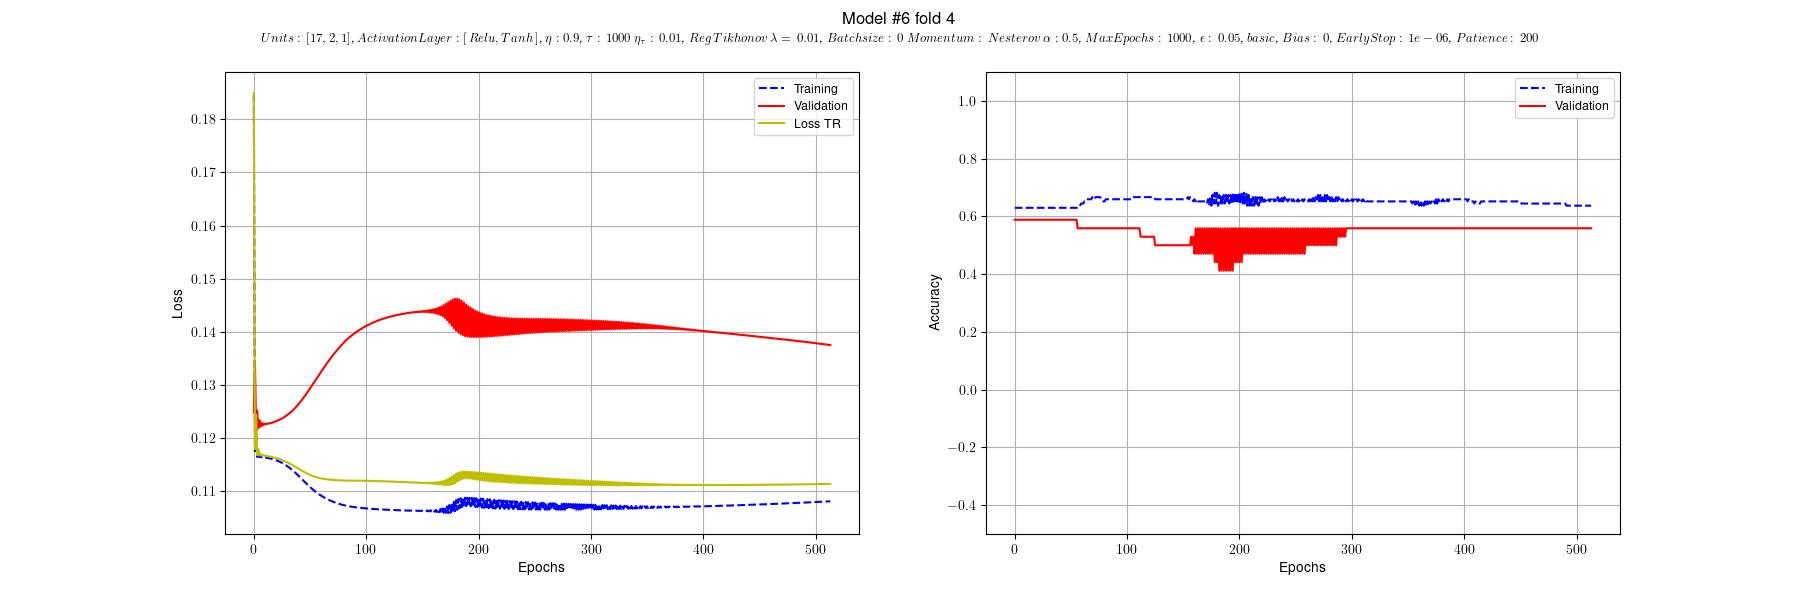 Model #6 fold 4
Units : [17, 2, 1], ActivationLayer : [ Relu, Tanh], η : 0.9, τ : 1000 ητ : 0.01, Reg Tikhonov λ = 0.01, Batchsize : 0 Momentum : Nesterov α : 0.5, MaxEpochs : 1000, ϵ : 0.05, basic, Bias : 0, EarlyStop : 1e − 06, Patience : 200
Training
Validation
Loss TR
0.18
0.17
0.16
0.15
0.14
0.13
0.12
0.11
Loss
0
100
200
300
400
500
Epochs
Training
Validation
1.0
0.8
0.6
0.4
0.2
0.0
−0.2
−0.4
Accuracy
0
100
200
300
400
500
Epochs